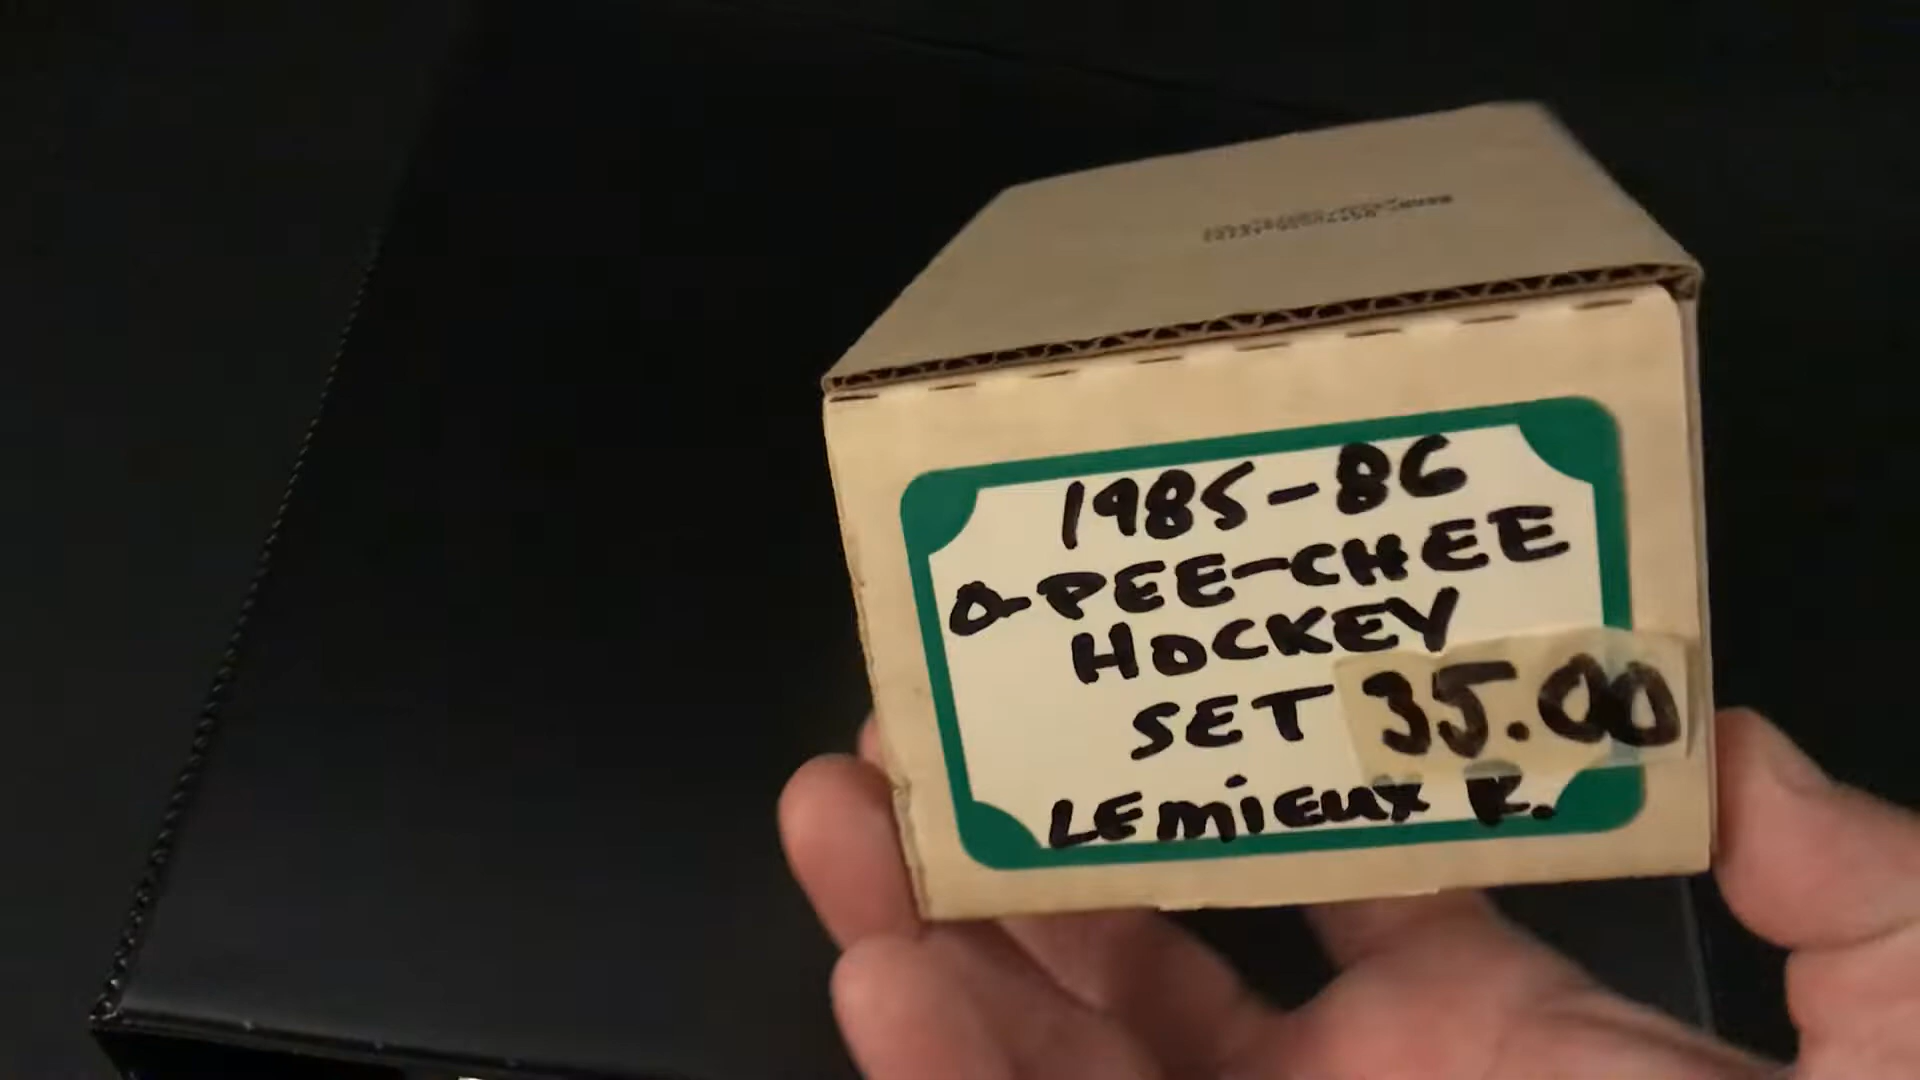 1985-86
O-PEE-CHEE
HOCKEY
SET 35.00
LEMIEUX R.